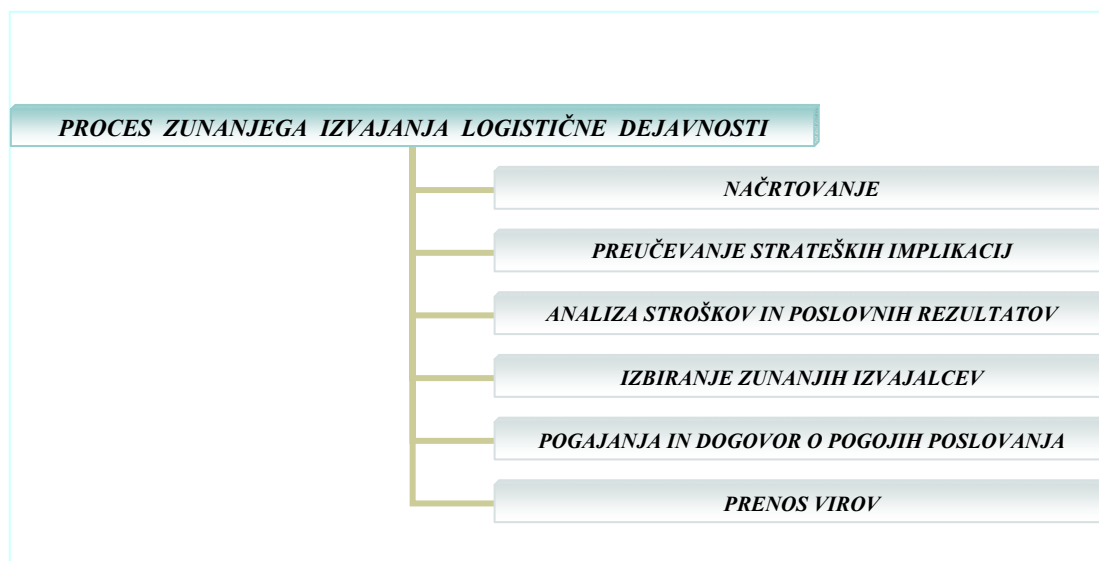 PROCES ZUNANJEGA IZVAJANJA LOGISTIČNE DEJAVNOSTI
NAČRTOVANJE
PREUČEVANJE STRATEŠKIH IMPLIKACIJ
ANALIZA STROŠKOV IN POSLOVNIH REZULTATOV
IZBIRANJE ZUNANJIH IZVAJALCEV
POGAJANJA IN DOGOVOR O POGOJIH POSLOVANJA
PRENOS VIROV